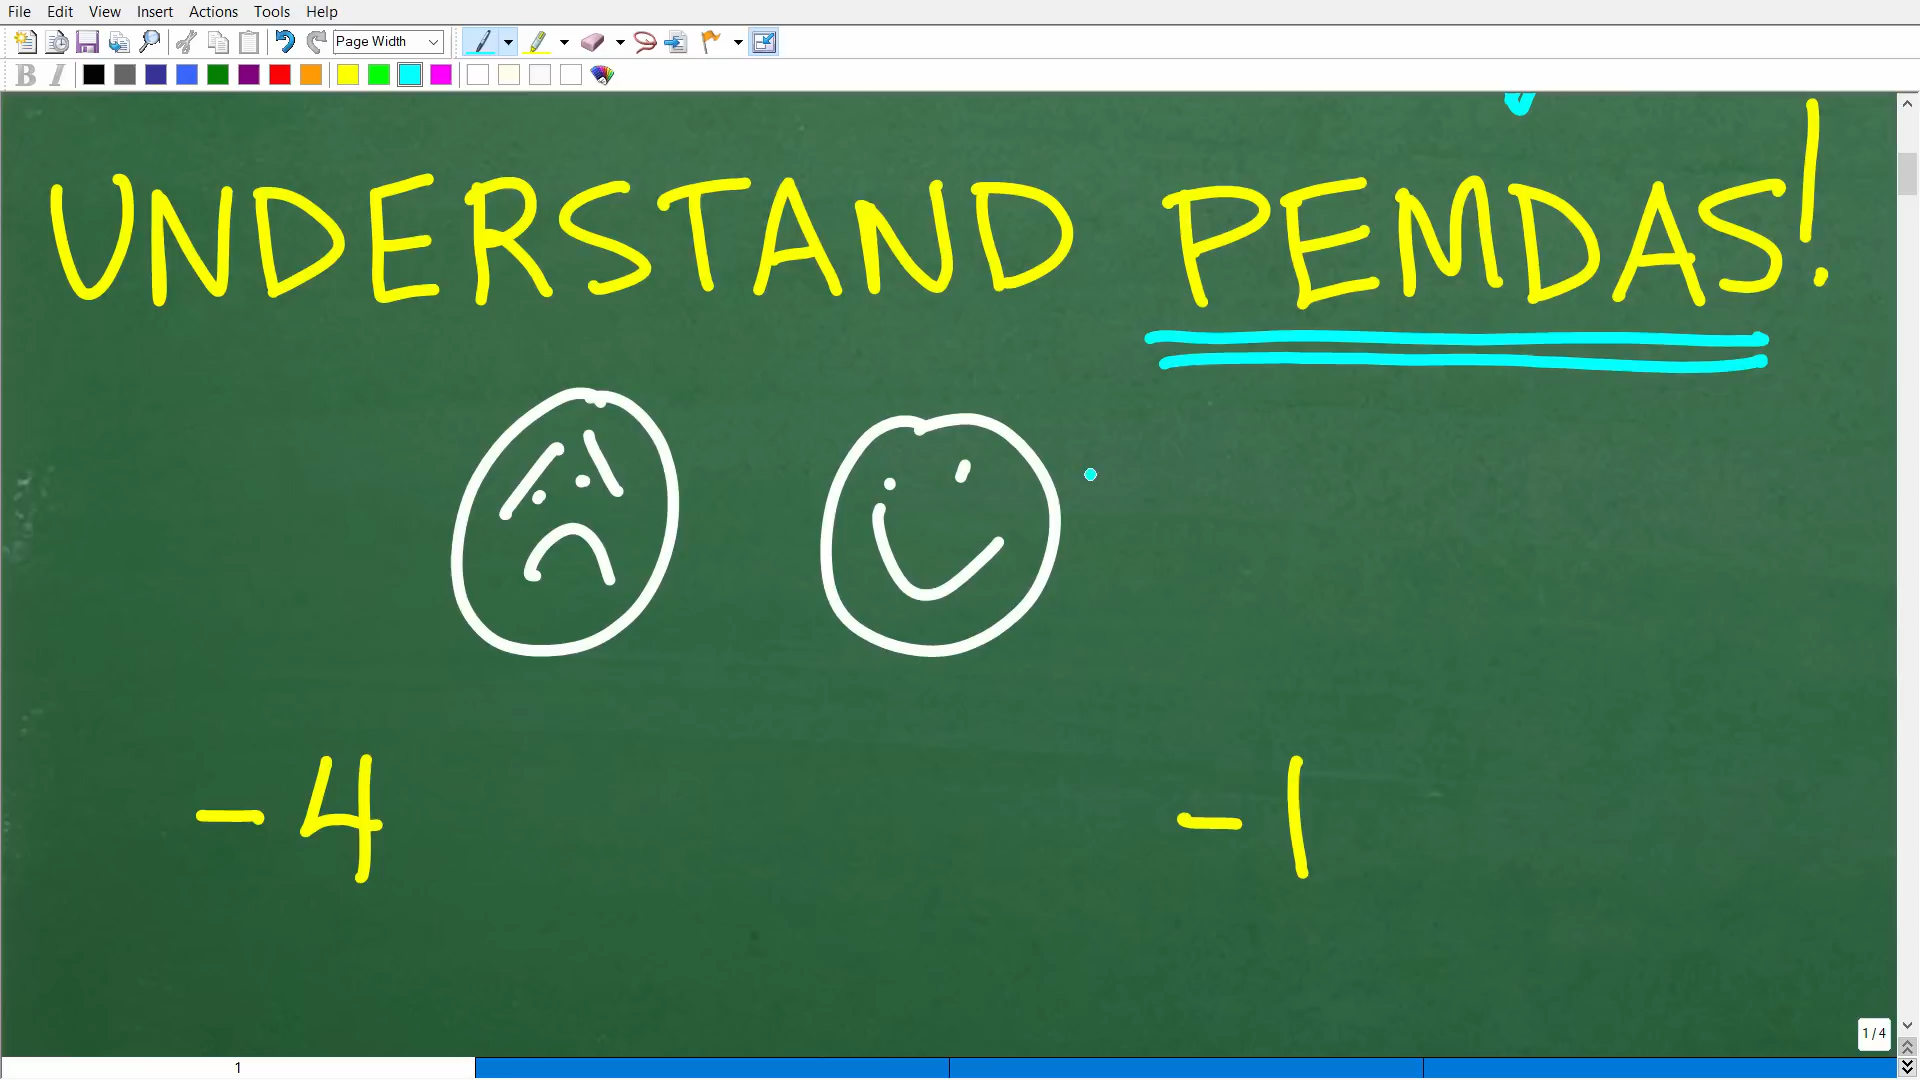 File Edit View Insert Actions Tools Help
Page Width
B I
UNDERSTAND PEMDAS!
-4 -1
1 / 4
1